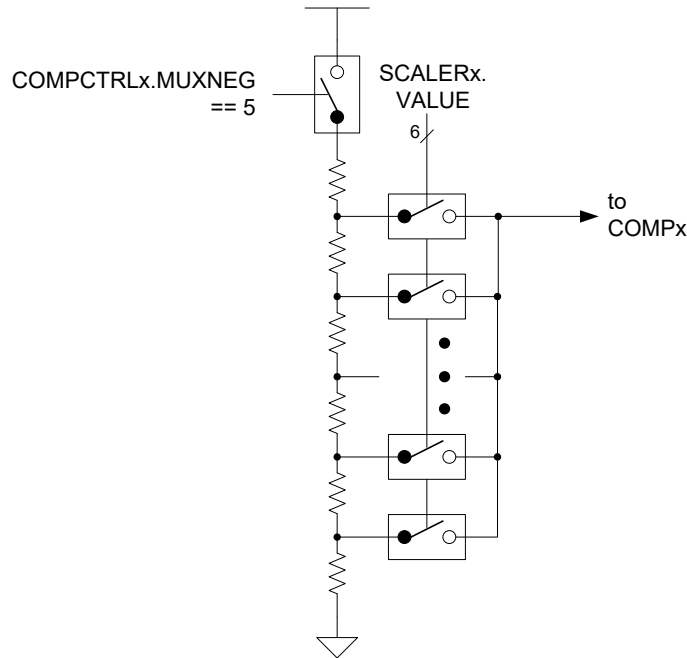 COMPCTRLx.MUXNEG
== 5
SCALERx.
VALUE
6
to
COMPx